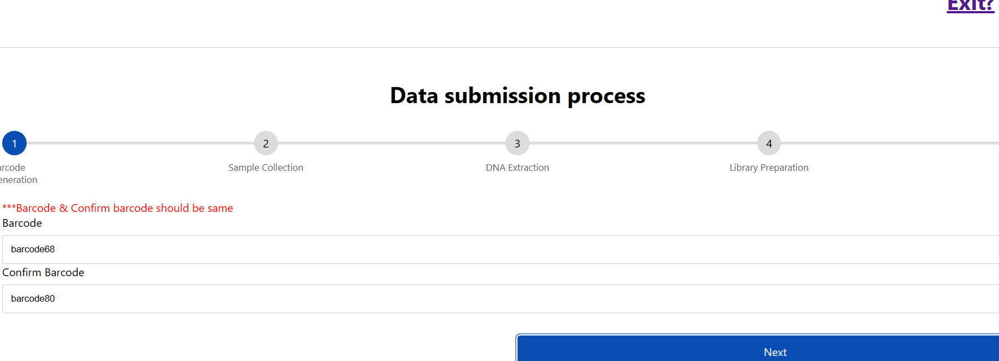 Exit?
Data submission process
1
2
3
4
arcode
eneration
Sample Collection
DNA Extraction
Library Preparation
***Barcode & Confirm barcode should be same
Barcode
barcode68
Confirm Barcode
barcode80
Next